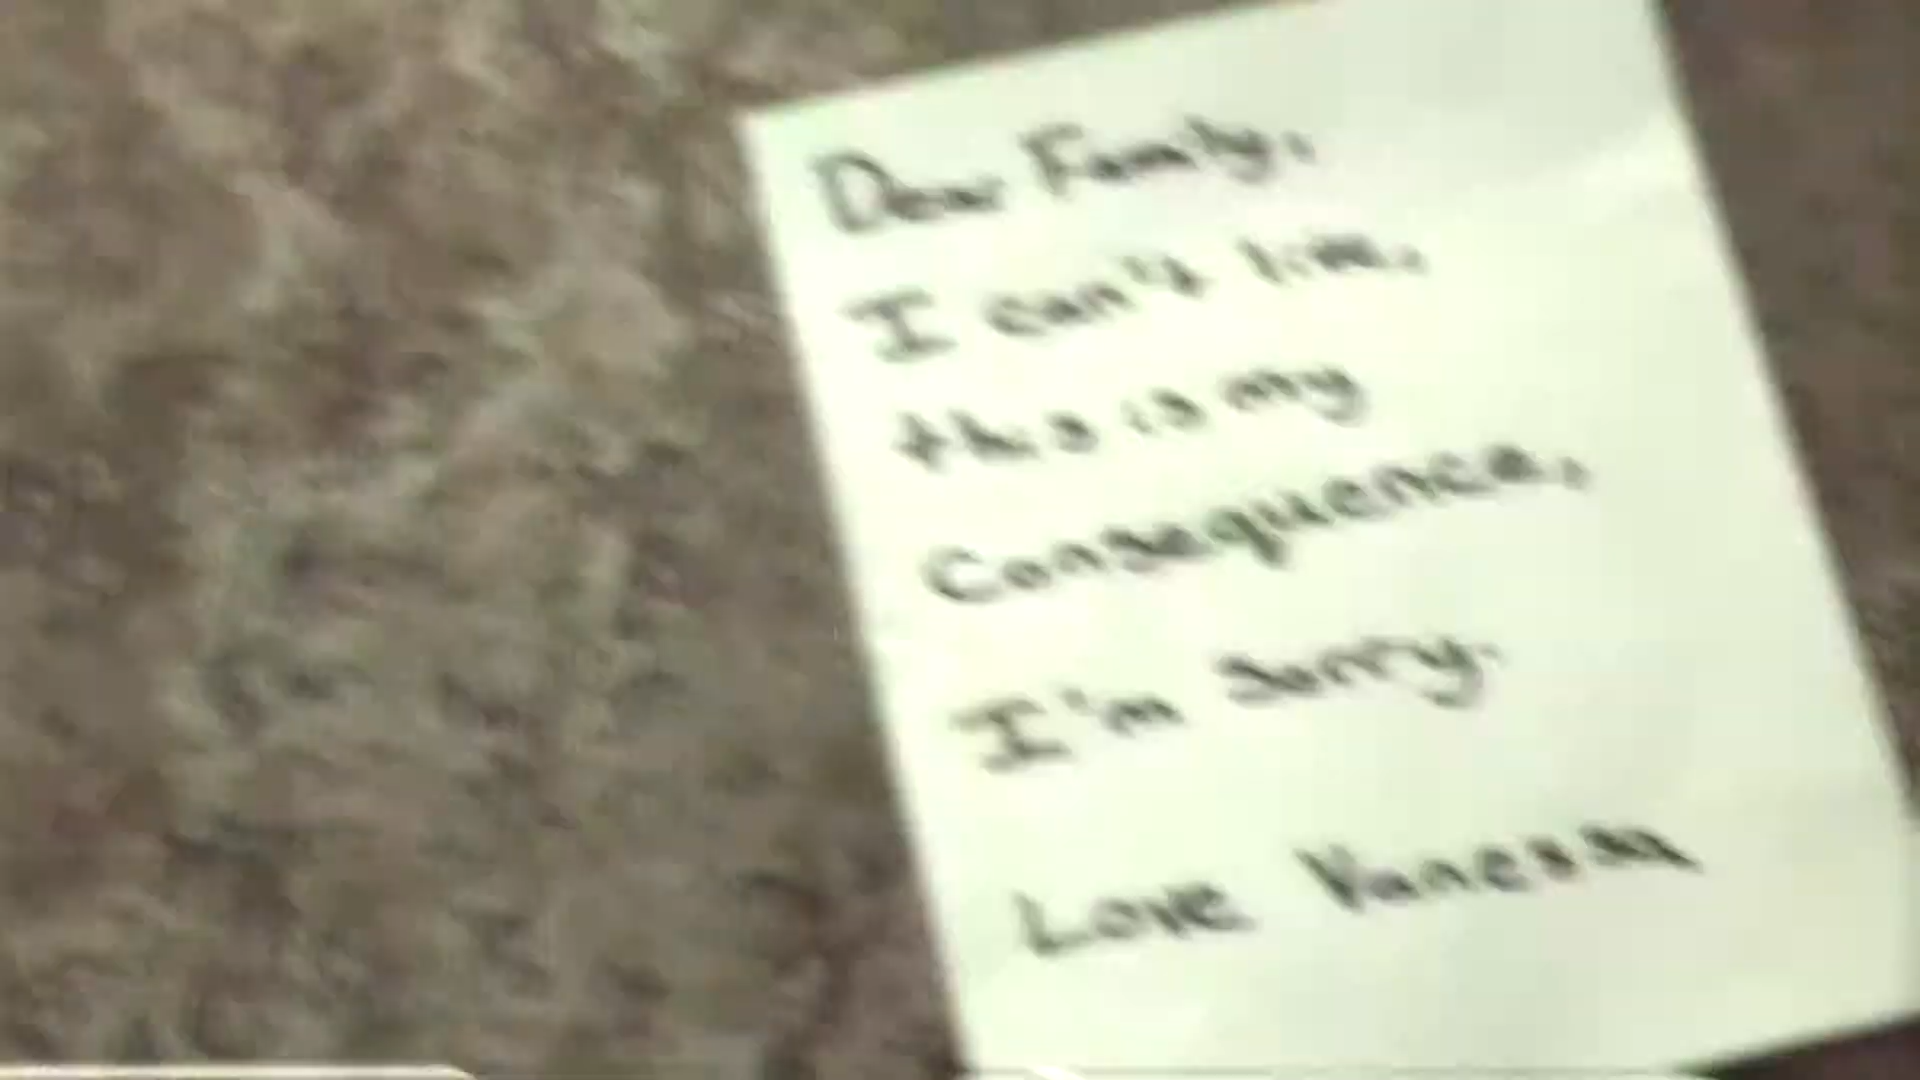 Dear Family,
I can't live,
this is my
Consequence,
I'm sorry.
Love Vanessa